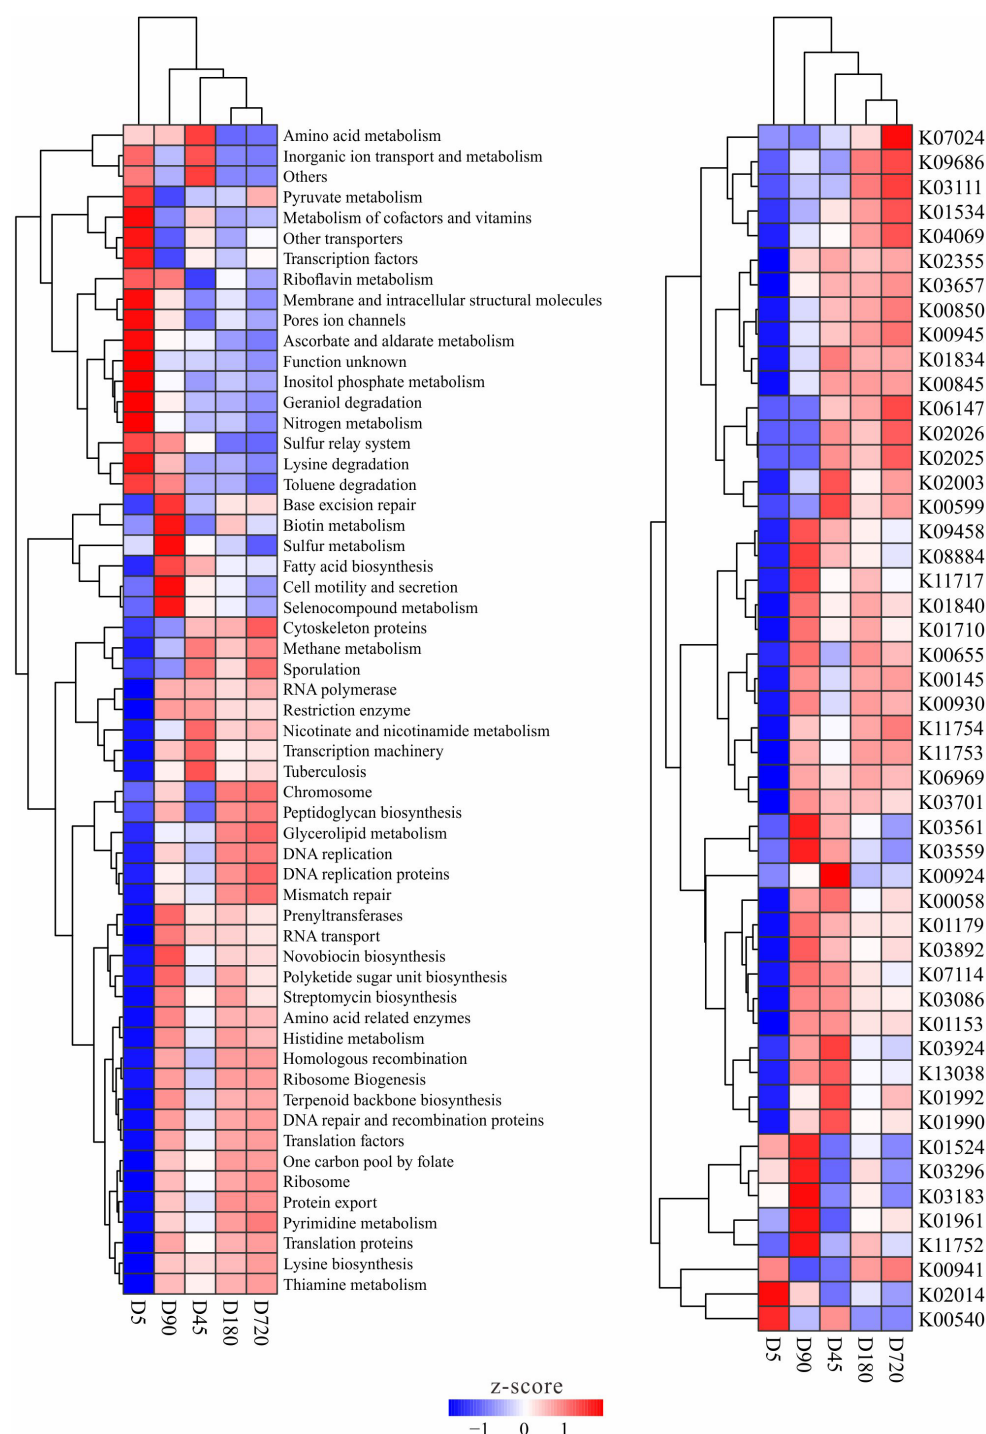 Amino acid metabolism
Inorganic ion transport and metabolism
Others
Pyruvate metabolism
Metabolism of cofactors and vitamins
Other transporters
Transcription factors
Riboflavin metabolism
Membrane and intracellular structural molecules
Pores ion channels
Ascorbate and aldarate metabolism
Function unknown
Inositol phosphate metabolism
Geraniol degradation
Nitrogen metabolism
Sulfur relay system
Lysine degradation
Toluene degradation
Base excision repair
Biotin metabolism
Sulfur metabolism
Fatty acid biosynthesis
Cell motility and secretion
Selenocompound metabolism
Cytoskeleton proteins
Methane metabolism
Sporulation
RNA polymerase
Restriction enzyme
Nicotinate and nicotinamide metabolism
Transcription machinery
Tuberculosis
Chromosome
Peptidoglycan biosynthesis
Glycerolipid metabolism
DNA replication
DNA replication proteins
Mismatch repair
Prenyltransferases
RNA transport
Novobiocin biosynthesis
Polyketide sugar unit biosynthesis
Streptomycin biosynthesis
Amino acid related enzymes
Histidine metabolism
Homologous recombination
Ribosome Biogenesis
Terpenoid backbone biosynthesis
DNA repair and recombination proteins
Translation factors
One carbon pool by folate
Ribosome
Protein export
Pyrimidine metabolism
Translation proteins
Lysine biosynthesis
Thiamine metabolism
D5 D90 D45 D180 D720
K07024
K09686
K03111
K01534
K04069
K02355
K03657
K00850
K00945
K01834
K00845
K06147
K02026
K02025
K02003
K00599
K09458
K08884
K11717
K01840
K01710
K00655
K00145
K00930
K11754
K11753
K06969
K03701
K03561
K03559
K00924
K00058
K01179
K03892
K07114
K03086
K01153
K03924
K13038
K01992
K01990
K01524
K03296
K03183
K01961
K11752
K00941
K02014
K00540
D5 D90 D45 D180 D720
z-score
−1 0 1